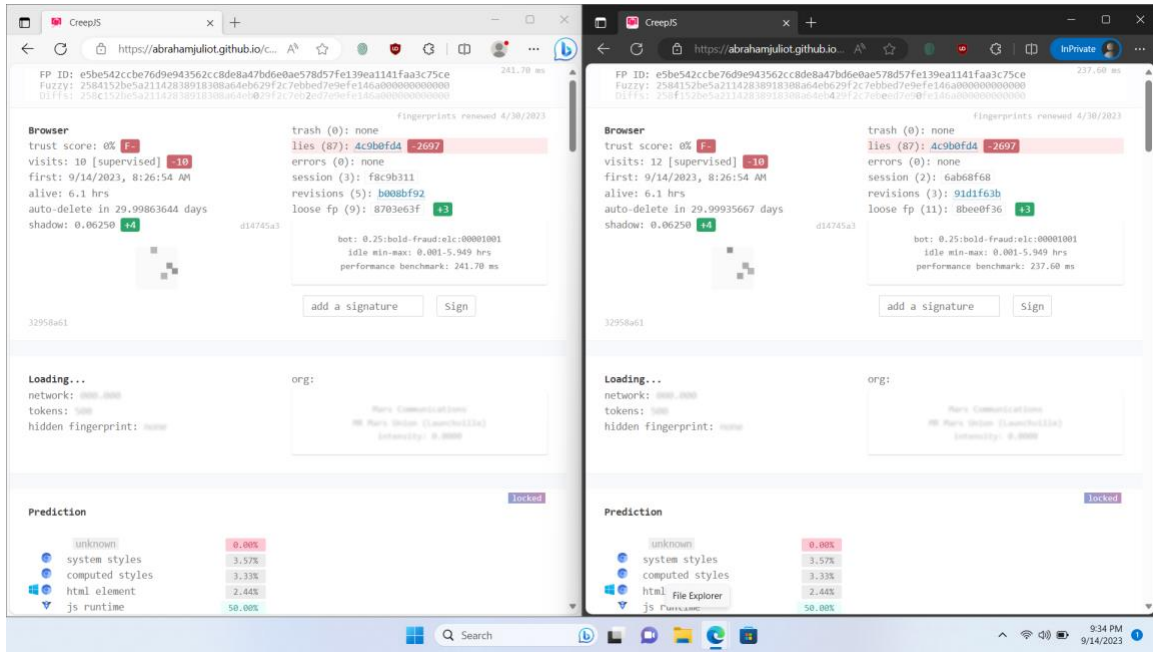 CreepJS
https://abrahamjuliot.github.io/c...
FP ID: e5be542ccbe76d9e943562cc8de8a47bd6e0ae578d57fe139ea1141faa3c75ce
241.70 ms
Fuzzy: 2584152be5a21142838918308a64eb629f2c7ebbed7e9efe146a000000000000
fingerprints renewed 4/30/2023
Browser
trust score: 0% F-
visits: 10 [supervised] -10
first: 9/14/2023, 8:26:54 AM
alive: 6.1 hrs
auto-delete in 29.99863644 days
shadow: 0.06250 +4
d14745a3
32958a61
trash (0): none
lies (87): 4c9b0fd4 -2697
errors (0): none
session (3): f8c9b311
revisions (5): b008bf92
loose fp (9): 8703e63f +3
bot: 0.25:bold-fraud:elc:00001001
idle min-max: 0.001-5.949 hrs
performance benchmark: 241.70 ms
add a signature
Sign
Loading...
network:
tokens:
hidden fingerprint:
org:
locked
Prediction
unknown 0.00%
system styles 3.57%
computed styles 3.33%
html element 2.44%
js runtime 50.00%
CreepJS
InPrivate
https://abrahamjuliot.github.io...
FP ID: e5be542ccbe76d9e943562cc8de8a47bd6e0ae578d57fe139ea1141faa3c75ce
237.60 ms
Fuzzy: 2584152be5a21142838918308a64eb629f2c7ebbed7e9efe146a000000000000
fingerprints renewed 4/30/2023
Browser
trust score: 0% F-
visits: 12 [supervised] -10
first: 9/14/2023, 8:26:54 AM
alive: 6.1 hrs
auto-delete in 29.99935667 days
shadow: 0.06250 +4
d14745a3
32958a61
trash (0): none
lies (87): 4c9b0fd4 -2697
errors (0): none
session (2): 6ab68f68
revisions (3): 91d1f63b
loose fp (11): 8bee0f36 +3
bot: 0.25:bold-fraud:elc:00001001
idle min-max: 0.001-5.949 hrs
performance benchmark: 237.60 ms
add a signature
Sign
Loading...
network:
tokens:
hidden fingerprint:
org:
locked
Prediction
unknown 0.00%
system styles 3.57%
computed styles 3.33%
html 2.44%
File Explorer
js runtime 50.00%
Search
9:34 PM
9/14/2023
1